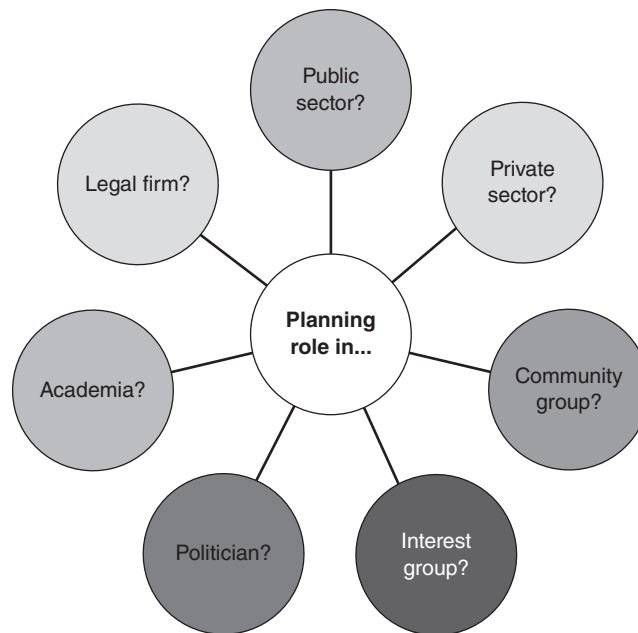 Public
sector?
Legal firm?
Private
sector?
Planning
role in...
Academia?
Community
group?
Politician?
Interest
group?